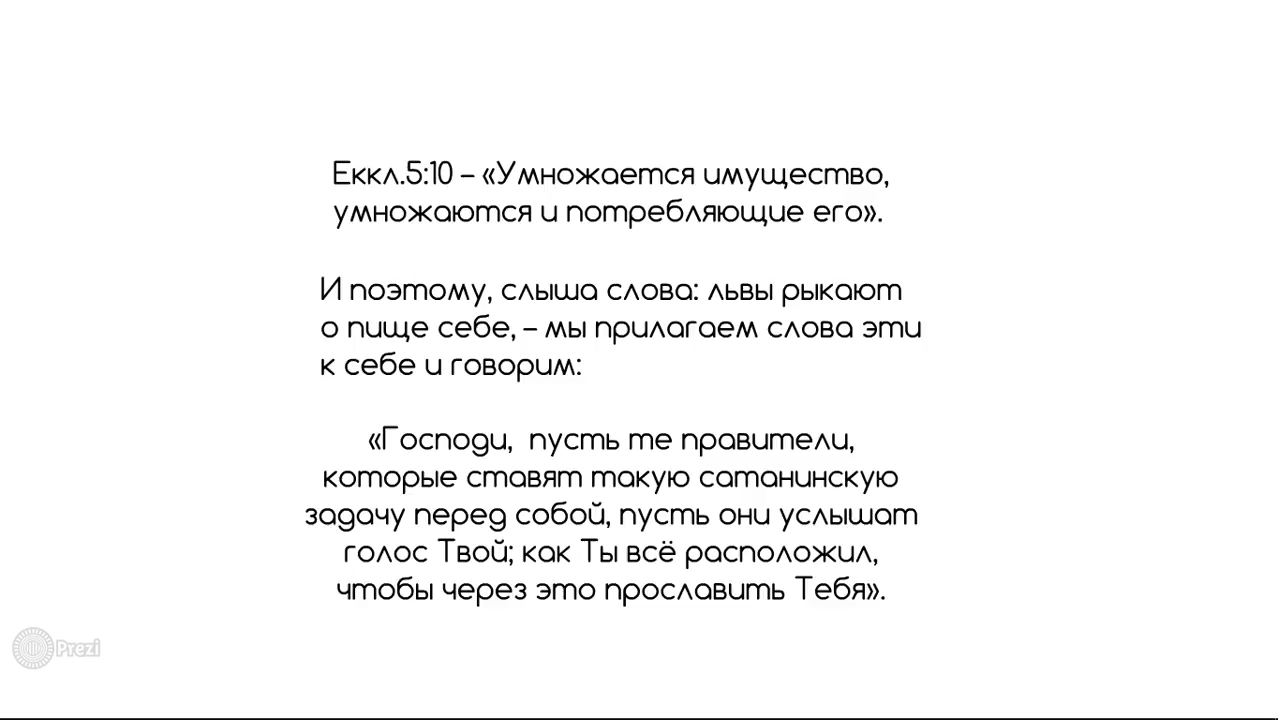 Еккл.5:10 – «Умножается имущество,
умножаются и потребляющие его».
И поэтому, слыша слова: львы рыкают
о пище себе, – мы прилагаем слова эти
к себе и говорим:
«Господи, пусть те правители,
которые ставят такую сатанинскую
задачу перед собой, пусть они услышат
голос Твой; как Ты всё расположил,
чтобы через это прославить Тебя».
Prezi